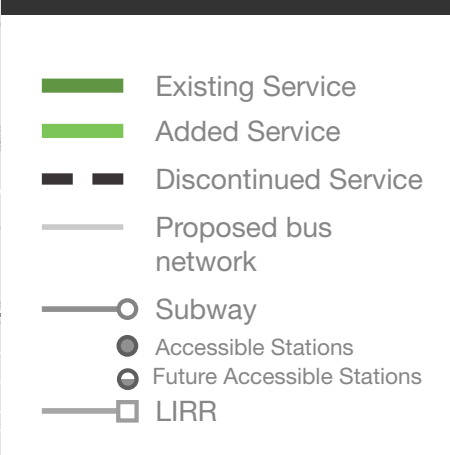 Existing Service
Added Service
Discontinued Service
Proposed bus
network
Subway
Accessible Stations
Future Accessible Stations
LIRR